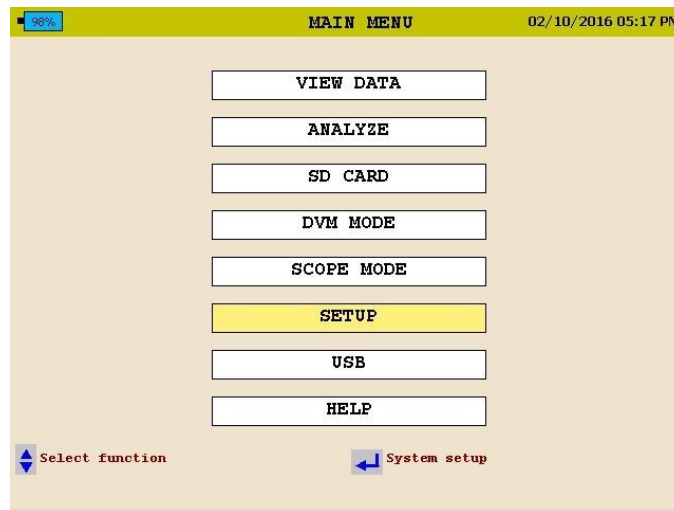 98% MAIN MENU 02/10/2016 05:17 PM
VIEW DATA
ANALYZE
SD CARD
DVM MODE
SCOPE MODE
SETUP
USB
HELP
Select function System setup